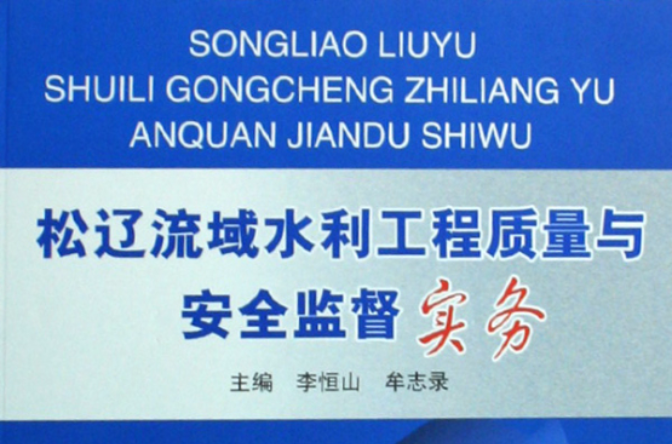 SONGLIAO LIUYU
SHUILI GONGCHENG ZHILIANG YU
ANQUAN JIANDU SHIWU
松辽流域水利工程质量与
安全监督实务
主编 李恒山 牟志录